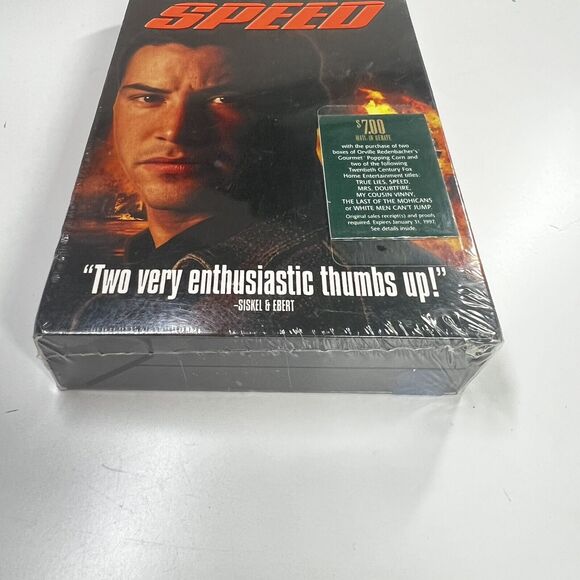 SPEED
$7.00
MAIL-IN REBATE
with the purchase of two
boxes of Orville Redenbacher's
Gourmet Popping Corn and
two of the following
Twentieth Century Fox
Home Entertainment titles:
TRUE LIES, SPEED,
MRS. DOUBTFIRE,
MY COUSIN VINNY,
THE LAST OF THE MOHICANS
or WHITE MEN CAN'T JUMP.
Original sales receipt(s) and proofs
required. Expires January 31, 1997.
See details inside.
"Two very enthusiastic thumbs up!"
-SISKEL & EBERT